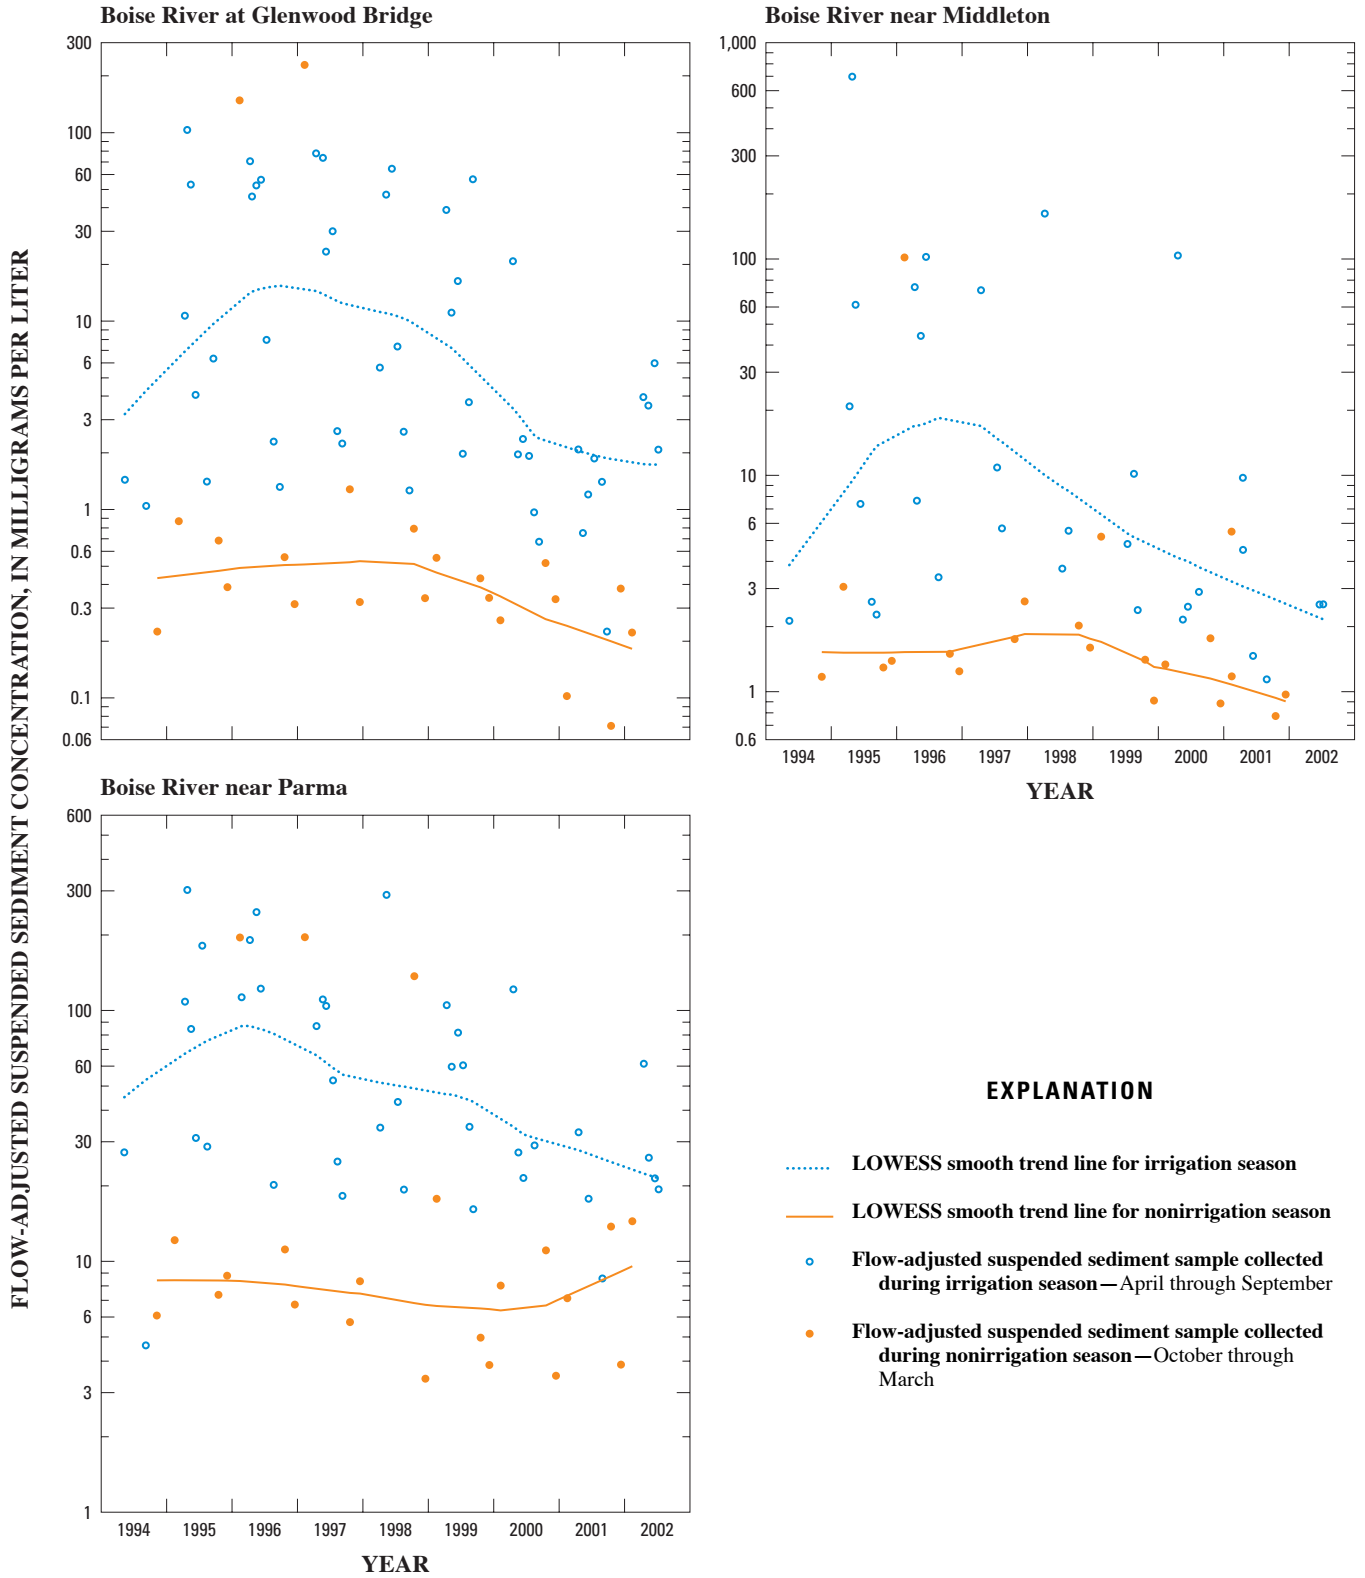 Boise River at Glenwood Bridge
300
100
60
30
10
6
3
1
0.6
0.3
0.1
0.06
Boise River near Middleton
1,000
600
300
100
60
30
10
6
3
1
0.6
1994 1995 1996 1997 1998 1999 2000 2001 2002
YEAR
FLOW-ADJUSTED SUSPENDED SEDIMENT CONCENTRATION, IN MILLIGRAMS PER LITER
Boise River near Parma
600
300
100
60
30
10
6
3
1
1994 1995 1996 1997 1998 1999 2000 2001 2002
YEAR
EXPLANATION
LOWESS smooth trend line for irrigation season
LOWESS smooth trend line for nonirrigation season
Flow-adjusted suspended sediment sample collected
during irrigation season—April through September
Flow-adjusted suspended sediment sample collected
during nonirrigation season—October through
March